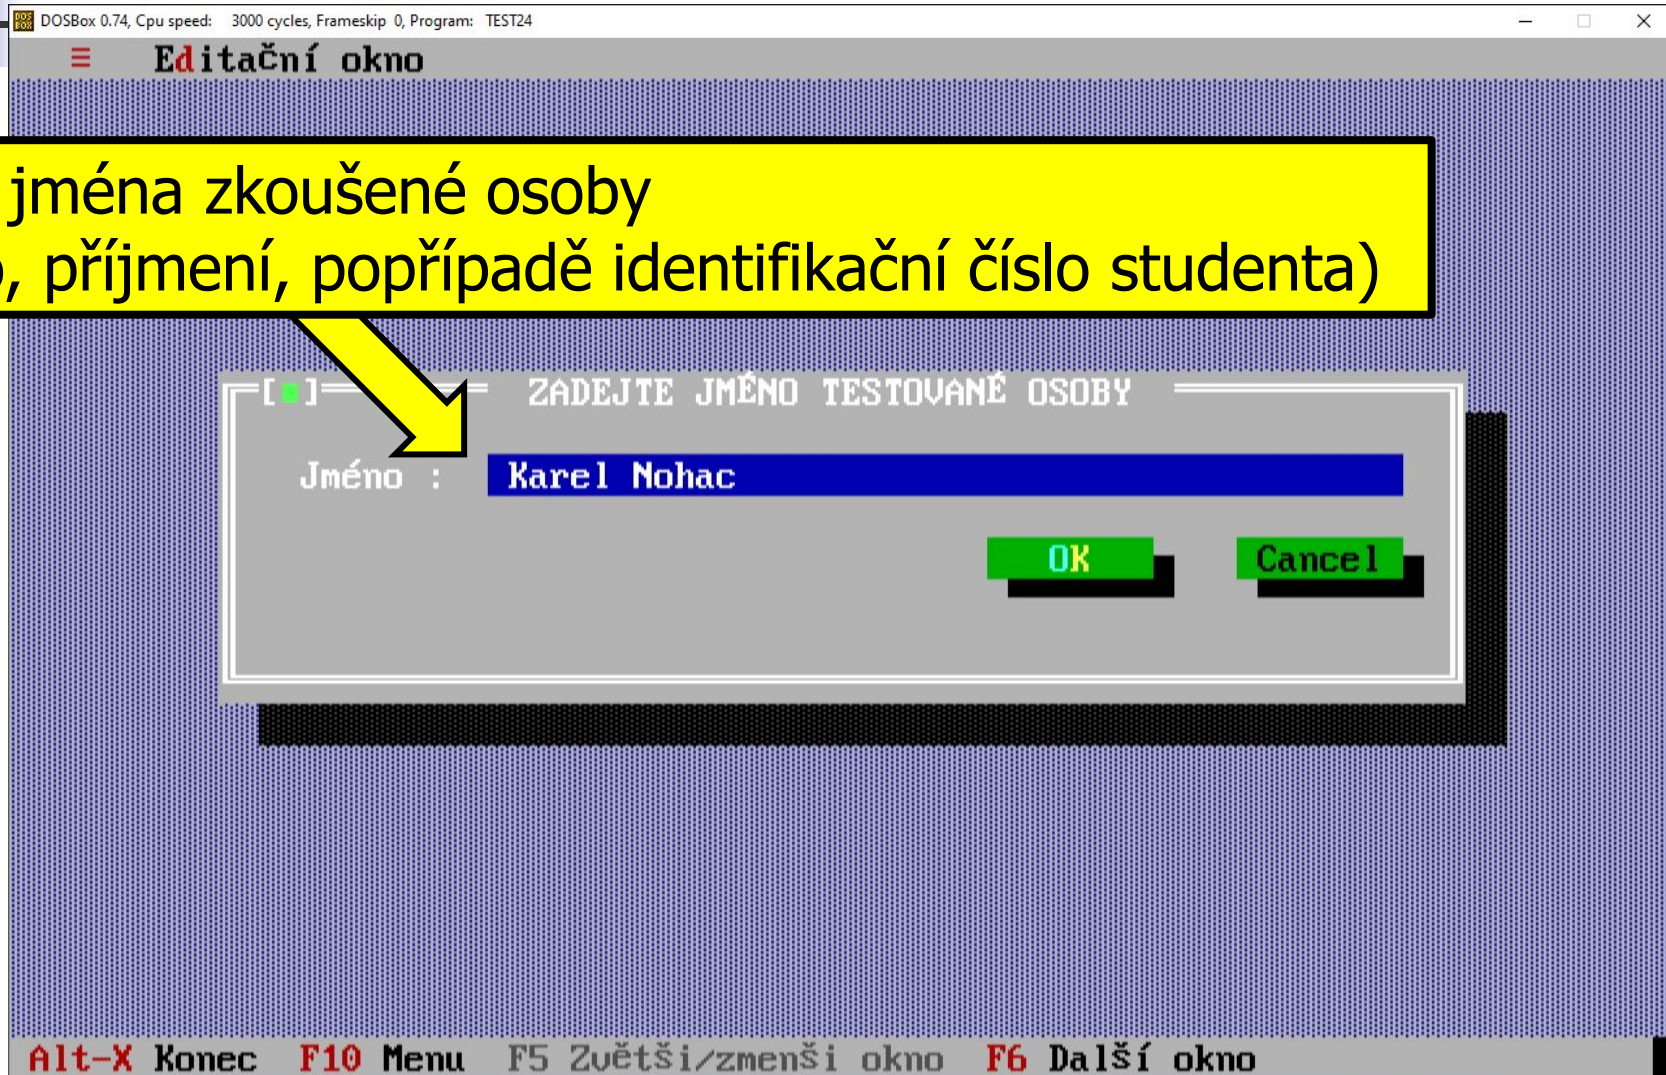 DOSBox 0.74, Cpu speed: 3000 cycles, Frameskip 0, Program: TEST24
Editační okno
jména zkoušené osoby
, příjmení, popřípadě identifikační číslo studenta)
ZADEJTE JMÉNO TESTOVANÉ OSOBY
Jméno : Karel Nohac
OK Cancel
Alt-X Konec F10 Menu F5 Zvětši/zmenši okno F6 Další okno